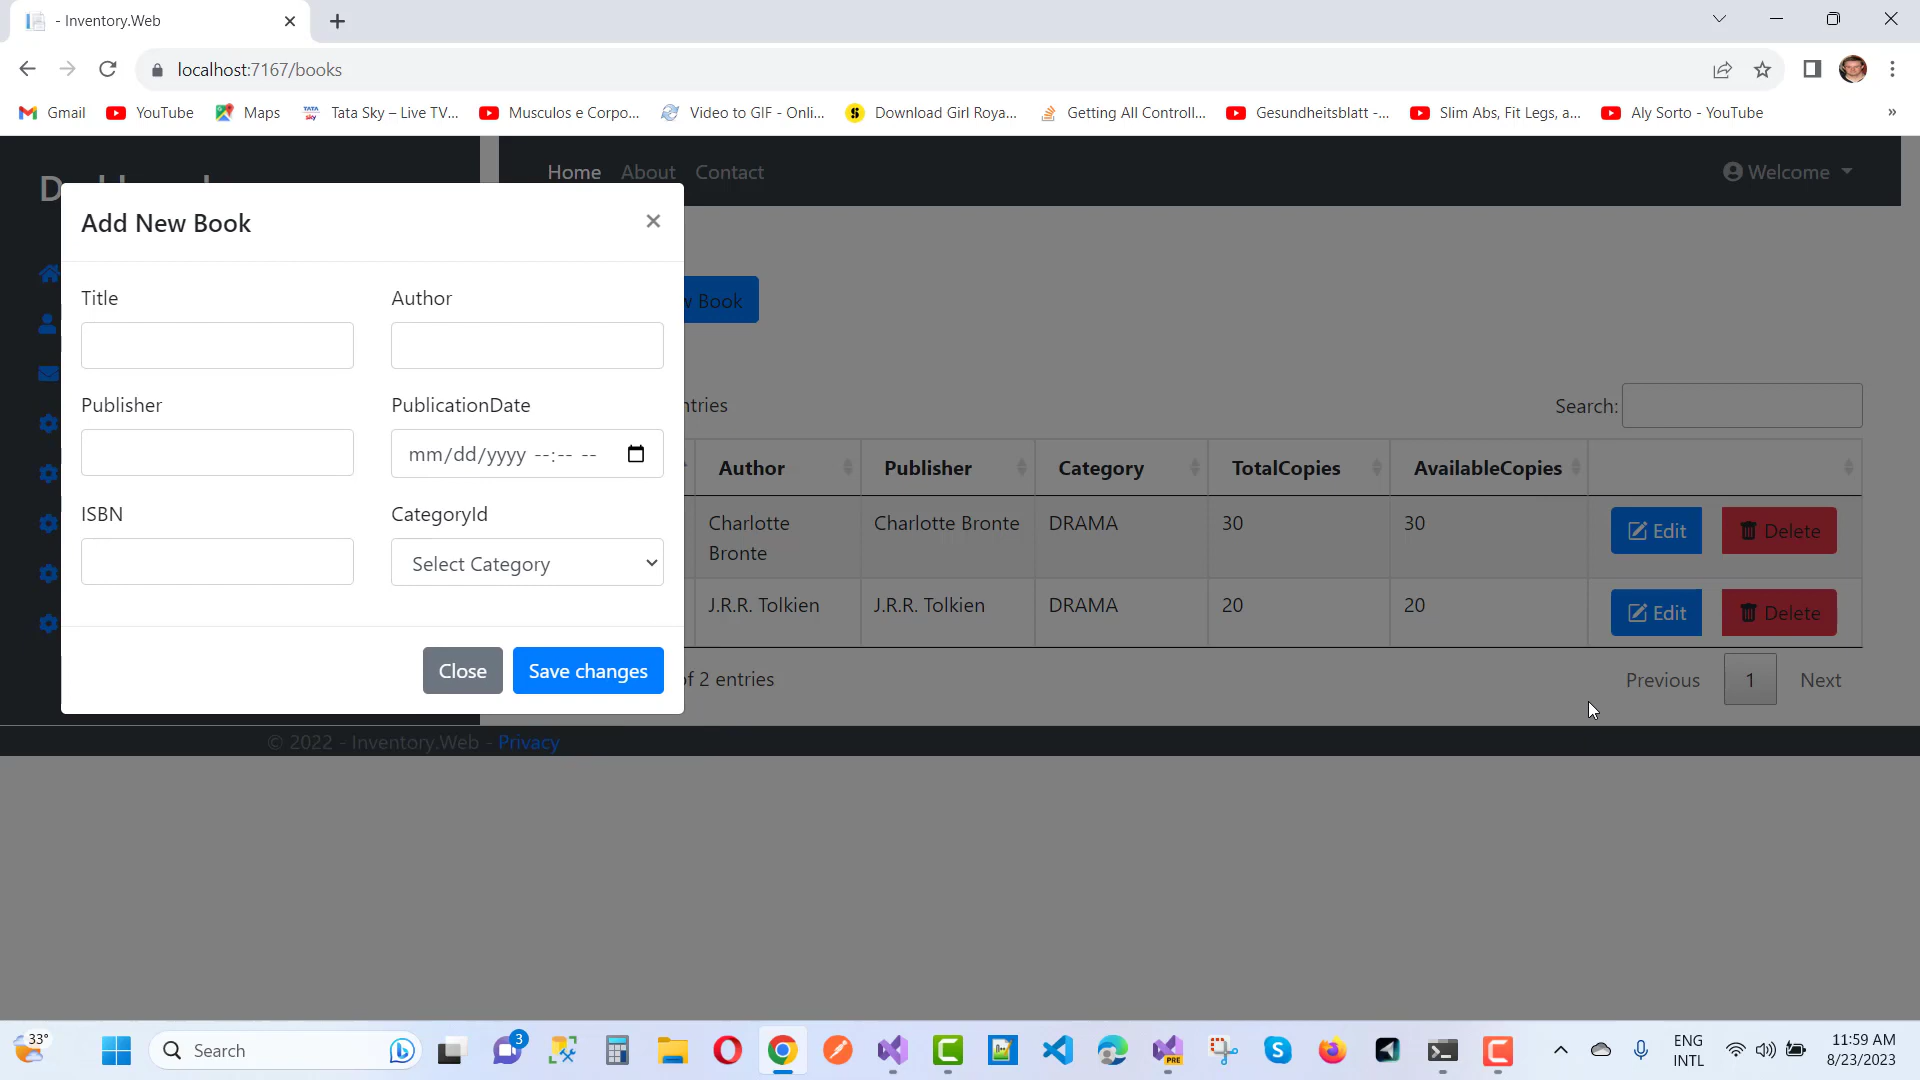 - Inventory.Web
localhost:7167/books
Gmail
YouTube
Maps
Tata Sky – Live TV...
Musculos e Corpo...
Video to GIF - Onli...
Download Girl Roya...
Getting All Controll...
Gesundheitsblatt -...
Slim Abs, Fit Legs, a...
Aly Sorto - YouTube
»
Home
About
Contact
Welcome
Add New Book
Title
Author
Publisher
PublicationDate
mm/dd/yyyy --:-- --
ISBN
CategoryId
Select Category
Close
Save changes
Book
Search:
Author
Publisher
Category
TotalCopies
AvailableCopies
Charlotte
Bronte
Charlotte Bronte
DRAMA
30
30
Edit
Delete
J.R.R. Tolkien
J.R.R. Tolkien
DRAMA
20
20
Edit
Delete
of 2 entries
Previous
1
Next
© 2022 - Inventory.Web - Privacy
33°
Search
3
PRE
ENG
INTL
11:59 AM
8/23/2023